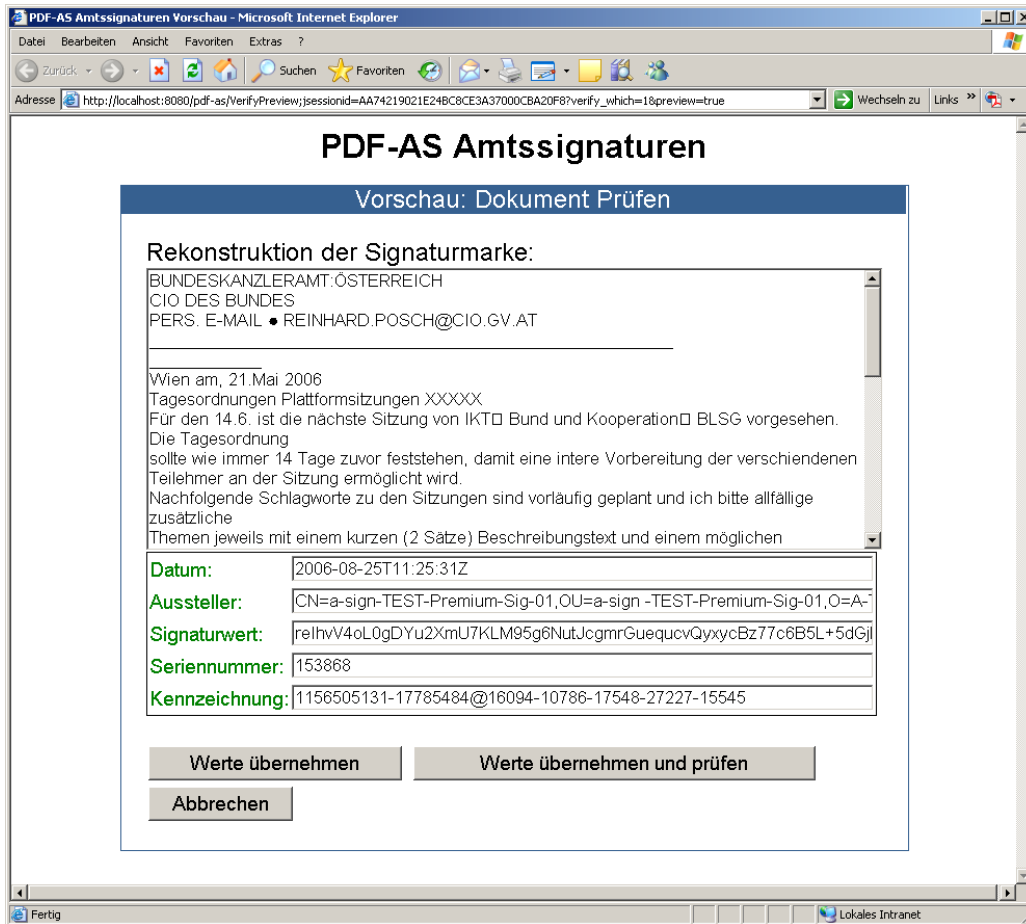 PDF-AS Amtssignaturen Vorschau - Microsoft Internet Explorer
Datei Bearbeiten Ansicht Favoriten Extras ?
Zurück Suchen Favoriten
Adresse http://localhost:8080/pdf-as/VerifyPreview;jsessionid=AA74219021E24BC8CE3A37000CBA20F8?verify_which=1&preview=true Wechseln zu Links »
PDF-AS Amtssignaturen
Vorschau: Dokument Prüfen
Rekonstruktion der Signaturmarke:
BUNDESKANZLERAMT:ÖSTERREICH
CIO DES BUNDES
PERS. E-MAIL ● REINHARD.POSCH@CIO.GV.AT
Wien am, 21.Mai 2006
Tagesordnungen Plattformsitzungen XXXXX
Für den 14.6. ist die nächste Sitzung von IKT□ Bund und Kooperation□ BLSG vorgesehen.
Die Tagesordnung
sollte wie immer 14 Tage zuvor feststehen, damit eine intere Vorbereitung der verschiendenen
Teilehmer an der Sitzung ermöglicht wird.
Nachfolgende Schlagworte zu den Sitzungen sind vorläufig geplant und ich bitte allfällige
zusätzliche
Themen jeweils mit einem kurzen (2 Sätze) Beschreibungstext und einem möglichen
Datum: 2006-08-25T11:25:31Z
Aussteller: CN=a-sign-TEST-Premium-Sig-01,OU=a-sign -TEST-Premium-Sig-01,O=A-
Signaturwert: reIhvV4oL0gDYu2XmU7KLM95g6NutJcgmrGuequcvQyxycBz77c6B5L+5dGj
Seriennummer: 153868
Kennzeichnung: 1156505131-17785484@16094-10786-17548-27227-15545
Werte übernehmen Werte übernehmen und prüfen
Abbrechen
Fertig Lokales Intranet